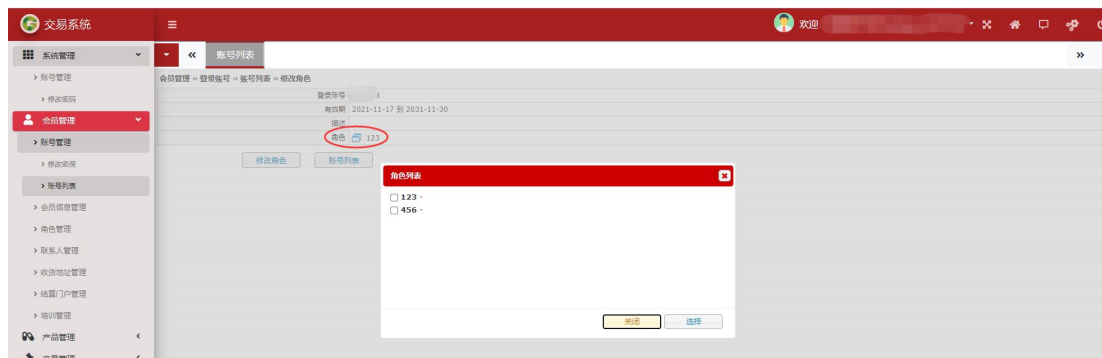 交易系统
欢迎
系统管理
账号列表
账号管理
会员管理 » 登录账号 » 账号列表 » 修改角色
修改密码
登录账号 3
有效期 2021-11-17 到 2031-11-30
描述
角色 123
会员管理
账号管理
修改角色 账号列表
修改密保
账号列表
角色列表
123 -
456 -
会员信息管理
角色管理
联系人管理
收货地址管理
结算门户管理
培训管理
关闭 选择
产品管理